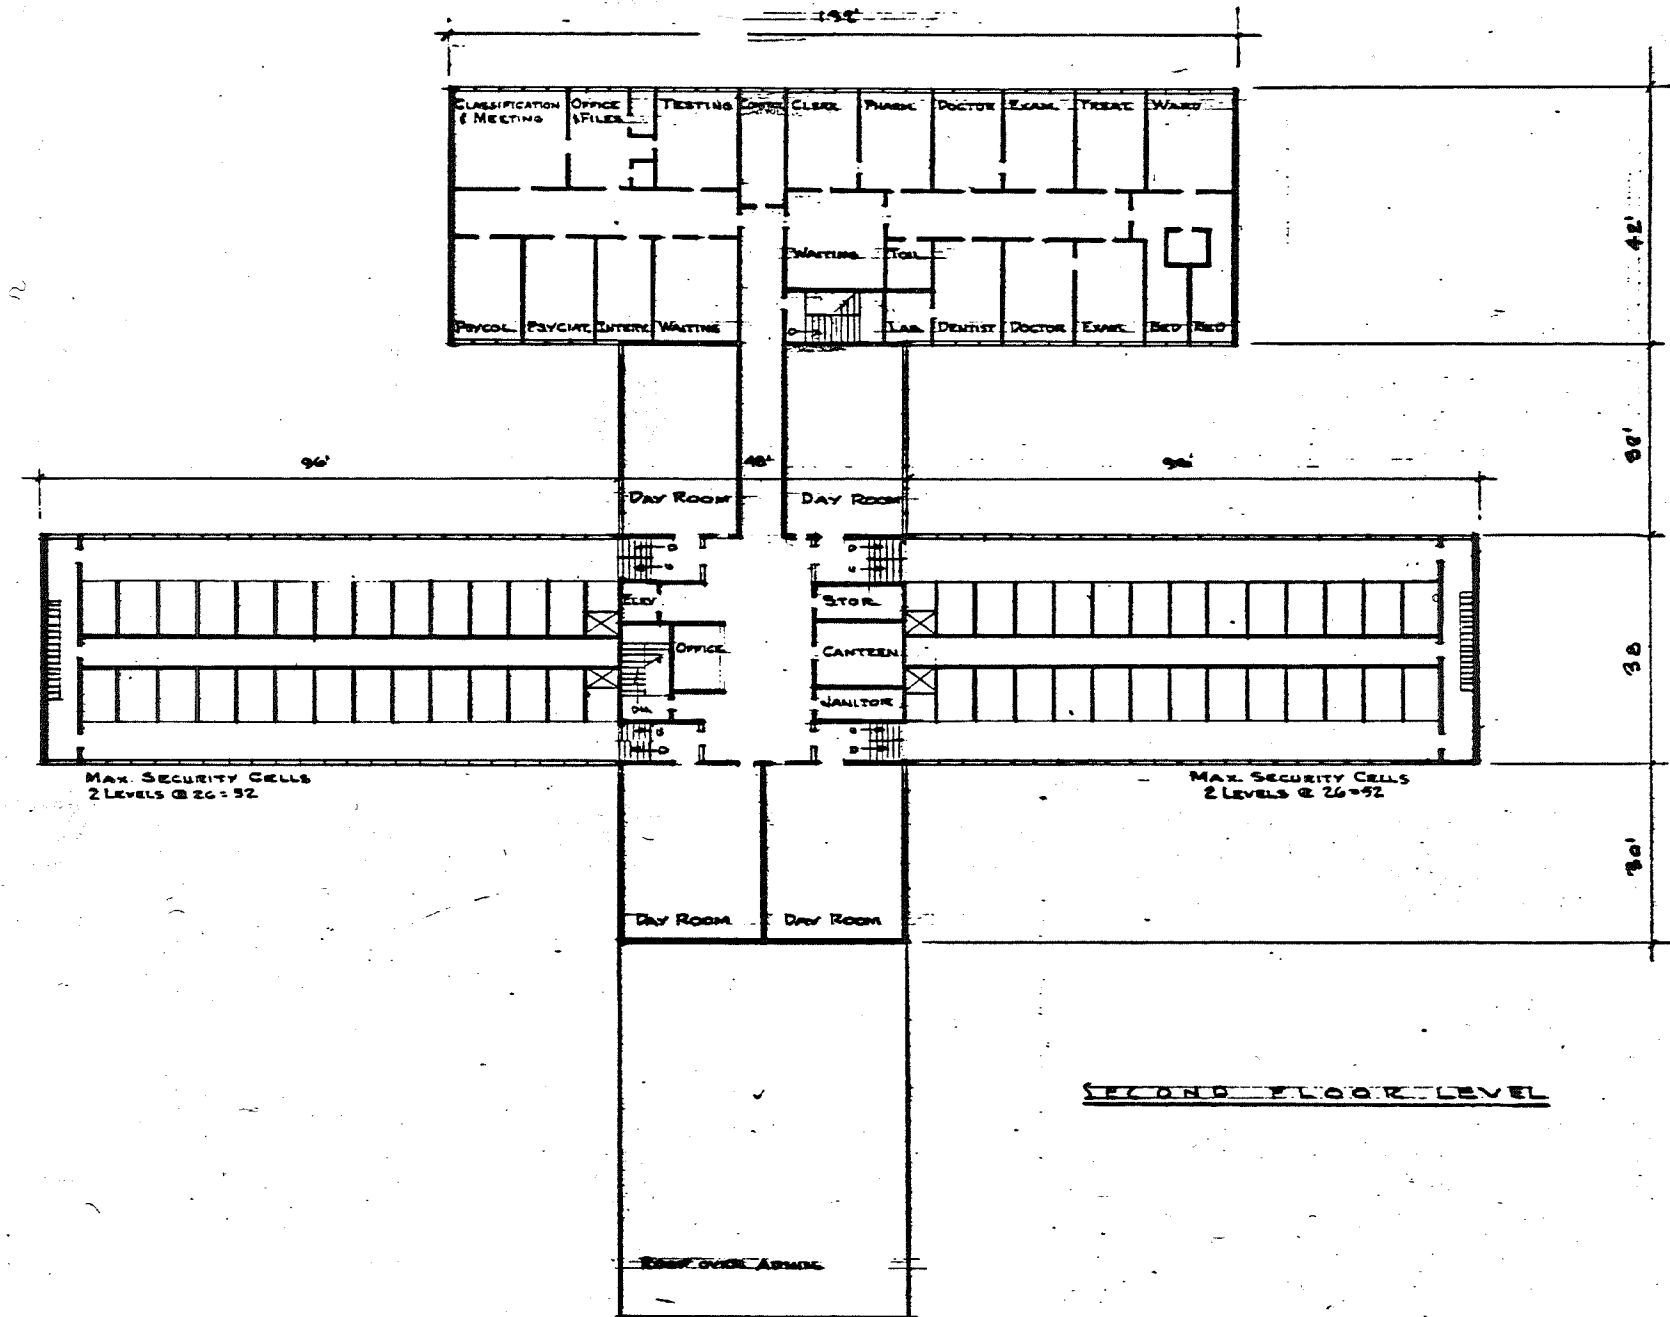 CLASSIFICATION
& MEETING
OFFICE
& FILES
TESTING
CLERK
PHARM.
DOCTOR
EXAM.
TREAT.
WARD
42'
WAITING
TOIL.
PSYCOL.
PSYCIAT.
INTERV.
WAITING
LAB.
DENTIST
DOCTOR
EXAM.
BED
BED
96'
48'
96'
DAY ROOM
DAY ROOM
D
U
D
U
ELEV
STOR.
OFFICE
CANTEEN
38
JANITOR
U
D
U
D
MAX. SECURITY CELLS
2 LEVELS @ 26=52
MAX. SECURITY CELLS
2 LEVELS @ 26=52
30'
DAY ROOM
DAY ROOM
SECOND FLOOR LEVEL
ROOF OVER ADMIN.